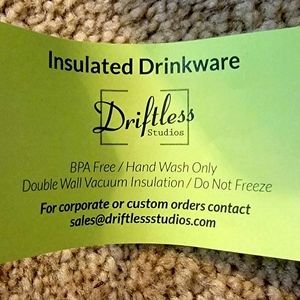 Insulated Drinkware
Driftless
Studios
BPA Free / Hand Wash Only
Double Wall Vacuum Insulation / Do Not Freeze
For corporate or custom orders contact
sales@driftlessstudios.com